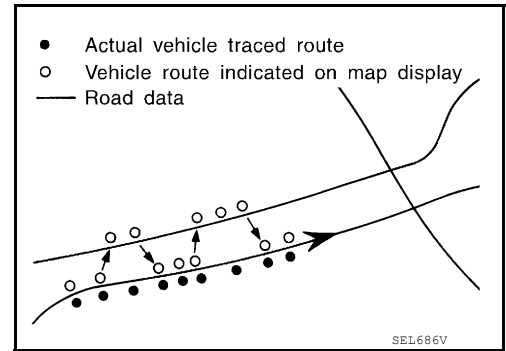 Actual vehicle traced route
Vehicle route indicated on map display
Road data
SEL686V